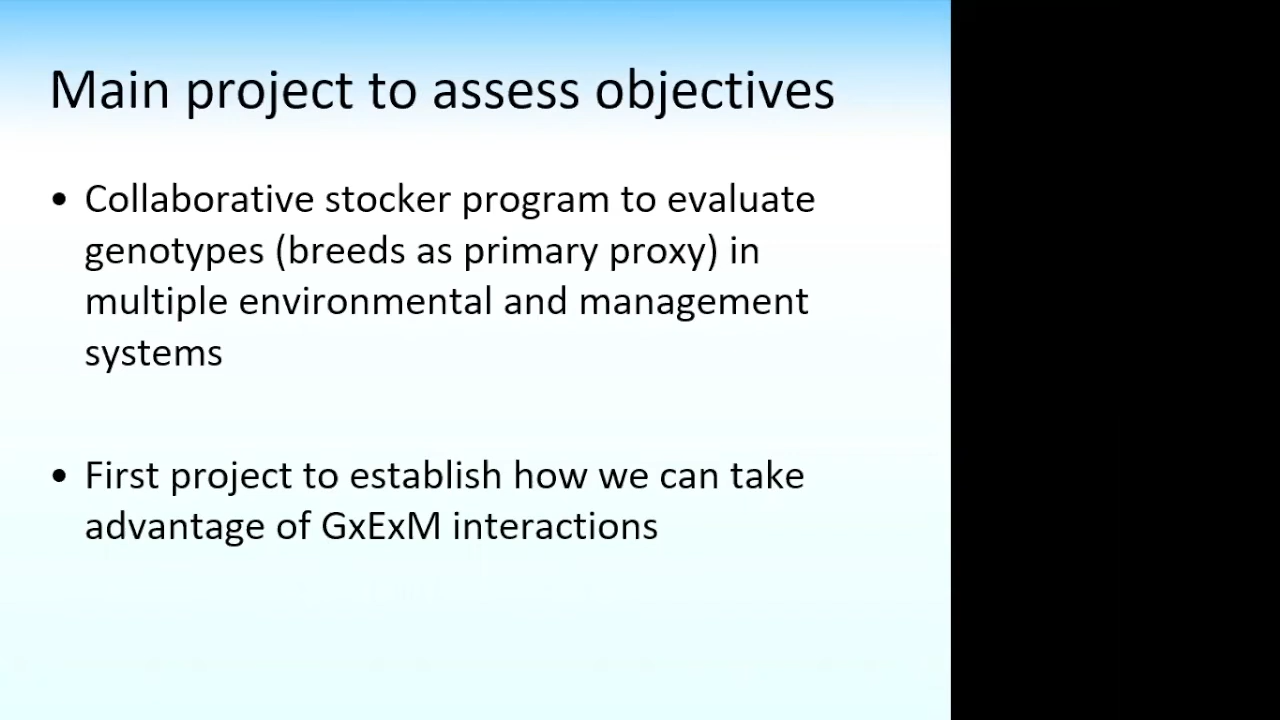 Main project to assess objectives
• Collaborative stocker program to evaluate
genotypes (breeds as primary proxy) in
multiple environmental and management
systems
• First project to establish how we can take
advantage of GxExM interactions